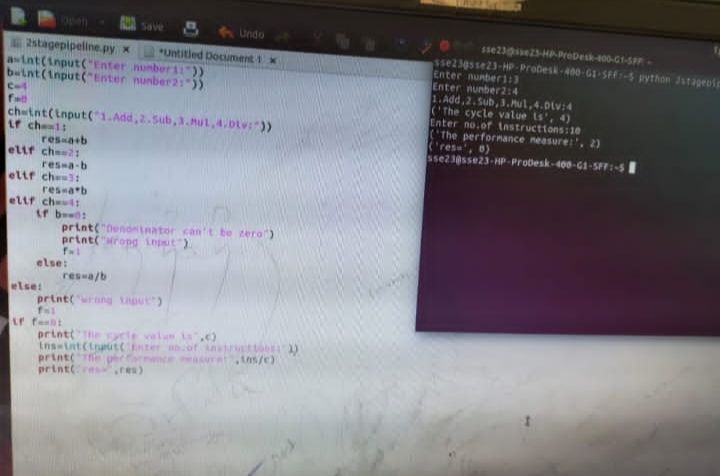 Open
Save
Undo
2stagepipeline.py x
*Untitled Document 1 x
a=int(input("Enter number1:"))
b=int(input("Enter number2:"))
c=4
f=0
ch=int(input("1.Add,2.Sub,3.Mul,4.Div:"))
if ch==1:
res=a+b
elif ch==2:
res=a-b
elif ch==3:
res=a*b
elif ch==4:
if b==0:
print("Denominator can't be zero")
print("Wrong input")
f=1
else:
res=a/b
else:
print("wrong input")
f=1
if f==0:
print("The cycle value is",c)
ins=int(input("Enter no.of instructions:"))
print("The performance measure:",ins/c)
print("res=",res)
sse23@sse23-HP-ProDesk-400-G1-SFF: ~
sse23@sse23-HP-ProDesk-400-G1-SFF:~$ python 2stagepip
Enter number1:3
Enter number2:4
1.Add,2.Sub,3.Mul,4.Div:4
('The cycle value is', 4)
Enter no.of instructions:10
('The performance measure:', 2)
('res=', 0)
sse23@sse23-HP-ProDesk-400-G1-SFF:~$